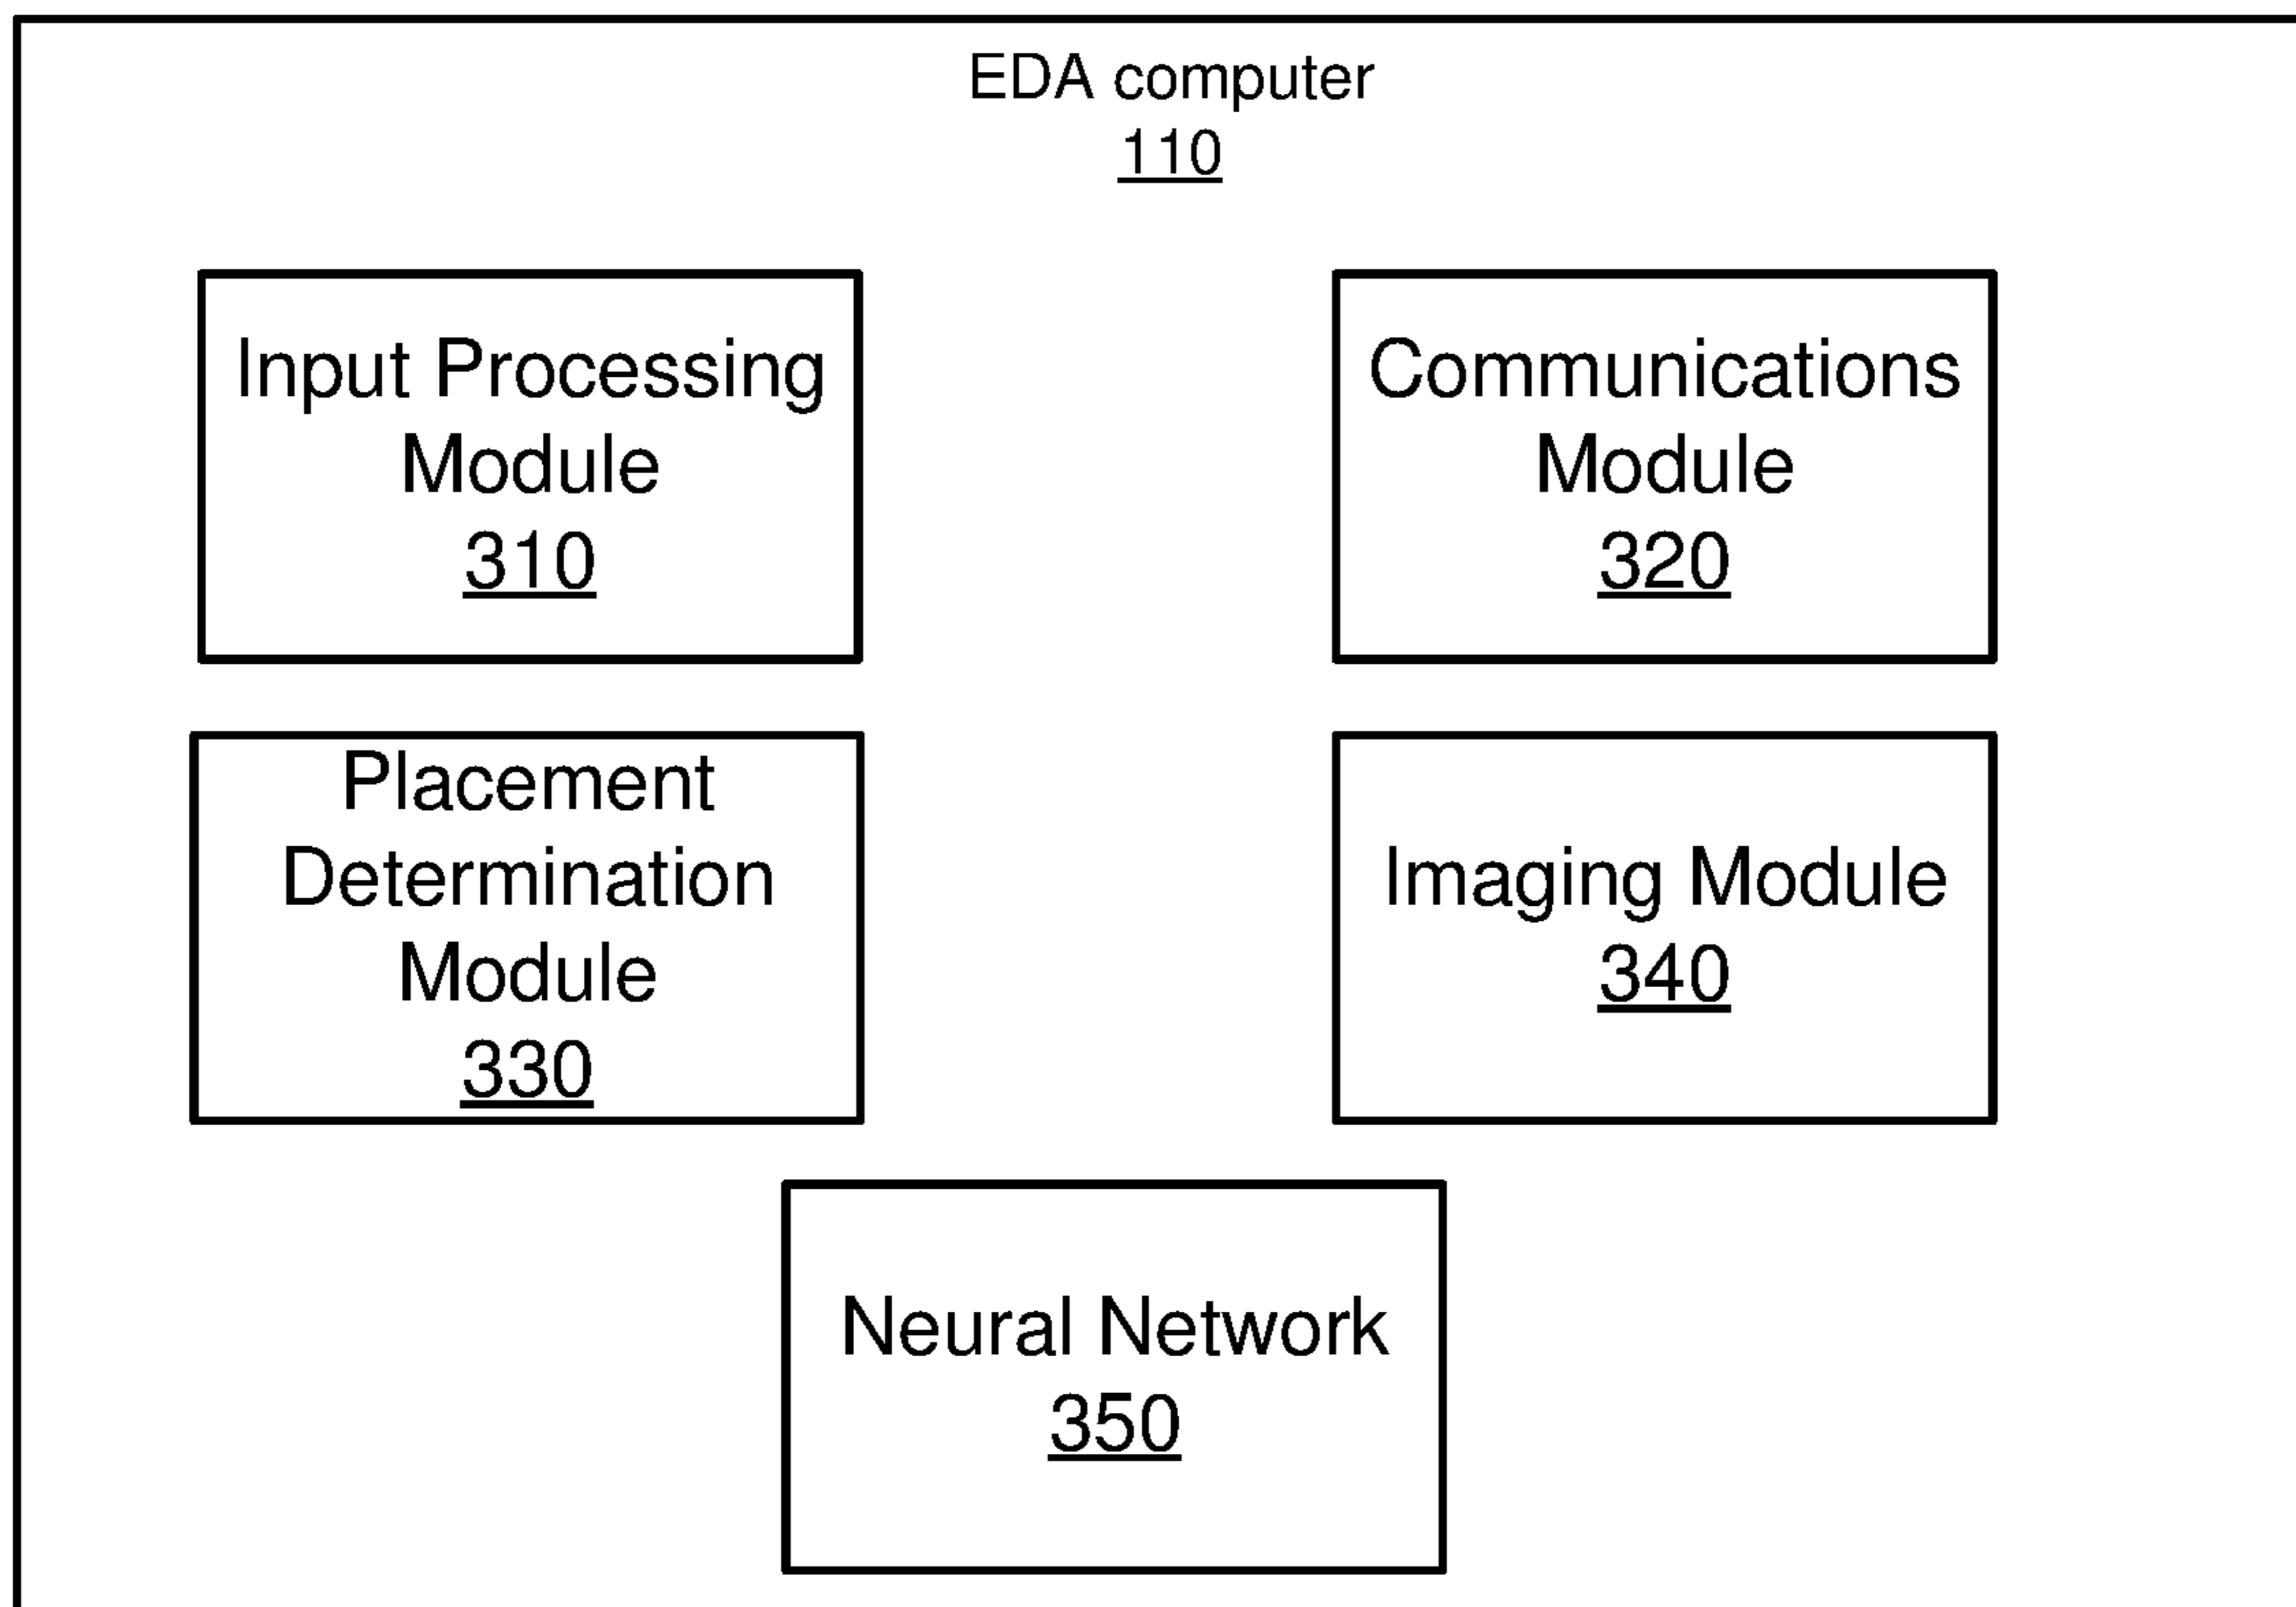 EDA computer
110
Input Processing
Module
310
Communications
Module
320
Placement
Determination
Module
330
Imaging Module
340
Neural Network
350